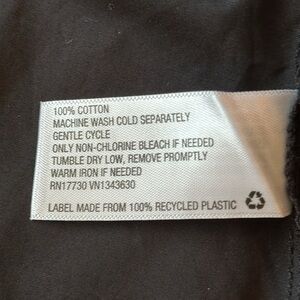 100% COTTON
MACHINE WASH COLD SEPARATELY
GENTLE CYCLE
ONLY NON-CHLORINE BLEACH IF NEEDED
TUMBLE DRY LOW, REMOVE PROMPTLY
WARM IRON IF NEEDED
RN17730 VN1343630
LABEL MADE FROM 100% RECYCLED PLASTIC